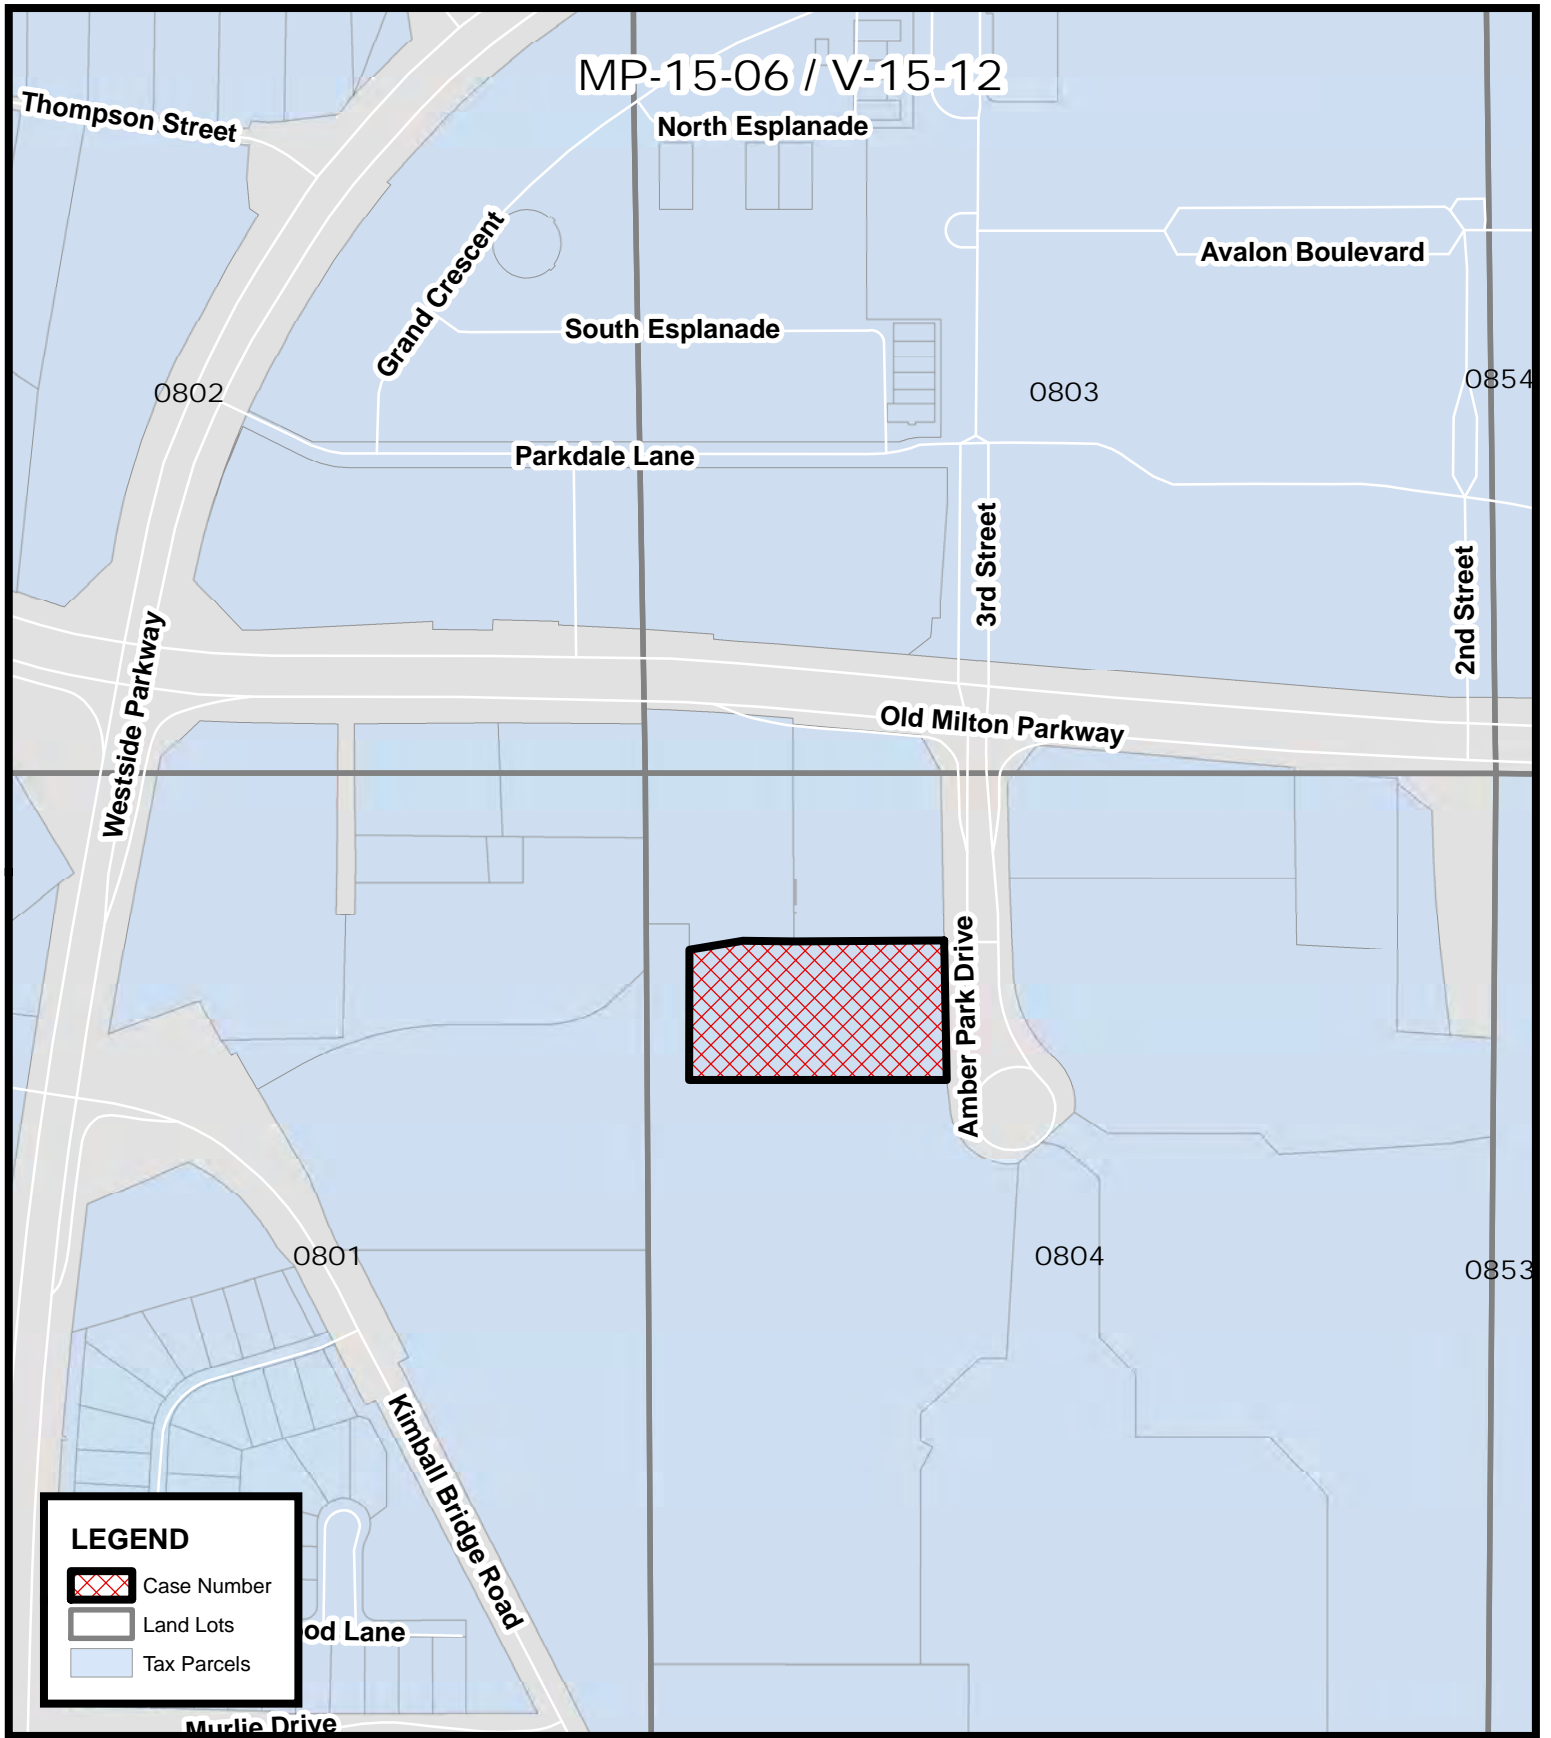 MP-15-06 / V-15-12
Thompson Street
North Esplanade
Grand Crescent
Avalon Boulevard
South Esplanade
0802
0803
0854
Parkdale Lane
3rd Street
2nd Street
Westside Parkway
Old Milton Parkway
Amber Park Drive
0801
0804
0853
Kimball Bridge Road
LEGEND
Case Number
Land Lots
Tax Parcels
ood Lane
Murlie Drive